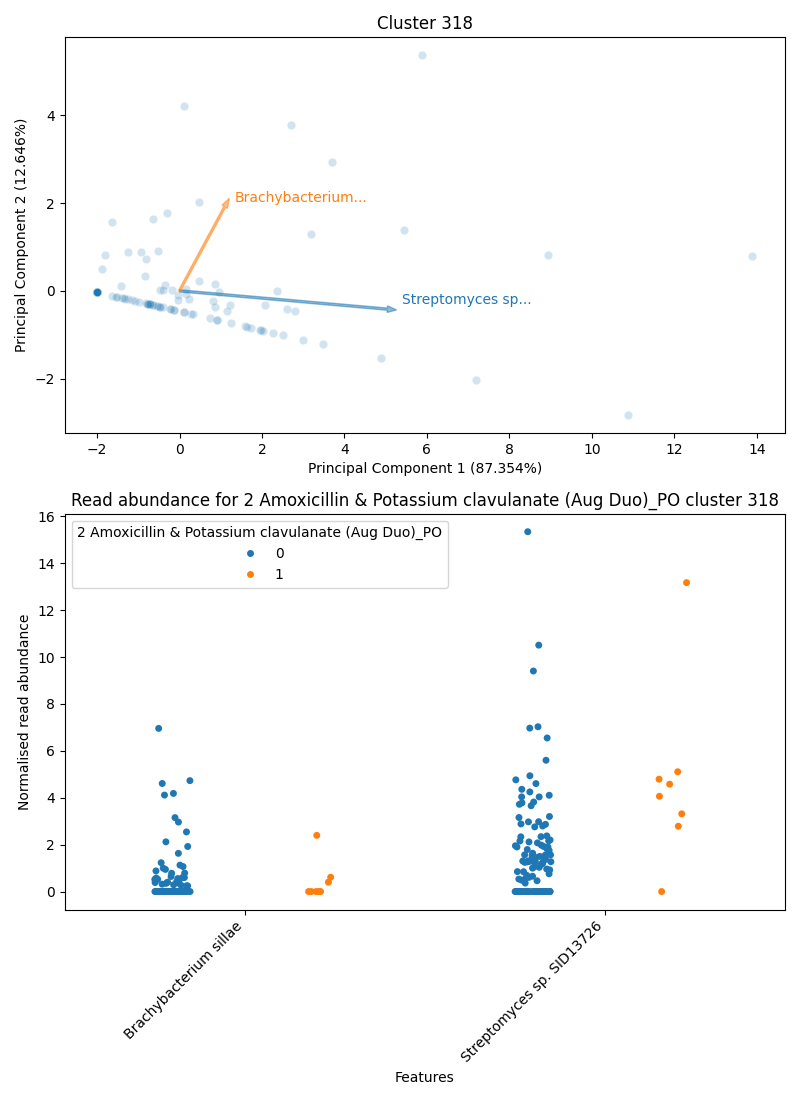 Cluster 318
4
2
0
−2
Principal Component 2 (12.646%)
Brachybacterium...
Streptomyces sp...
−2 0 2 4 6 8 10 12 14
Principal Component 1 (87.354%)
Read abundance for 2 Amoxicillin & Potassium clavulanate (Aug Duo)_PO cluster 318
2 Amoxicillin & Potassium clavulanate (Aug Duo)_PO
0
1
16
14
12
10
8
6
4
2
0
Normalised read abundance
Brachybacterium sillae
Streptomyces sp. SID13726
Features